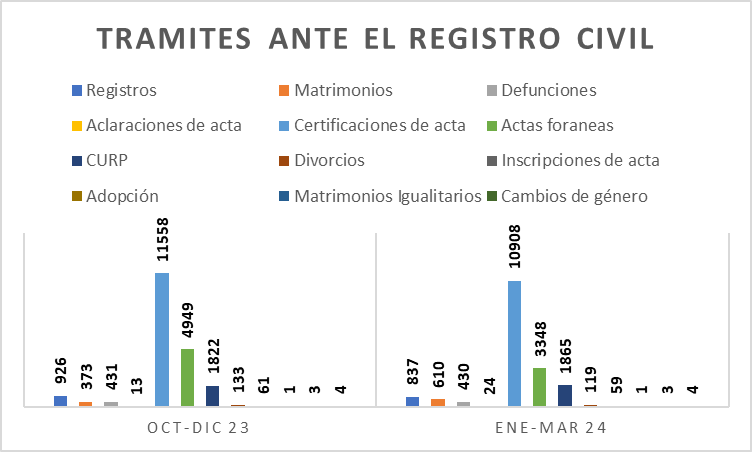 TRAMITES ANTE EL REGISTRO CIVIL
Registros Matrimonios Defunciones
Aclaraciones de acta Certificaciones de acta Actas foraneas
CURP Divorcios Inscripciones de acta
Adopción Matrimonios Igualitarios Cambios de género
926 373 431 13 11558 4949 1822 133 61 1 3 4
837 610 430 24 10908 3348 1865 119 59 1 3 4
OCT-DIC 23 ENE-MAR 24